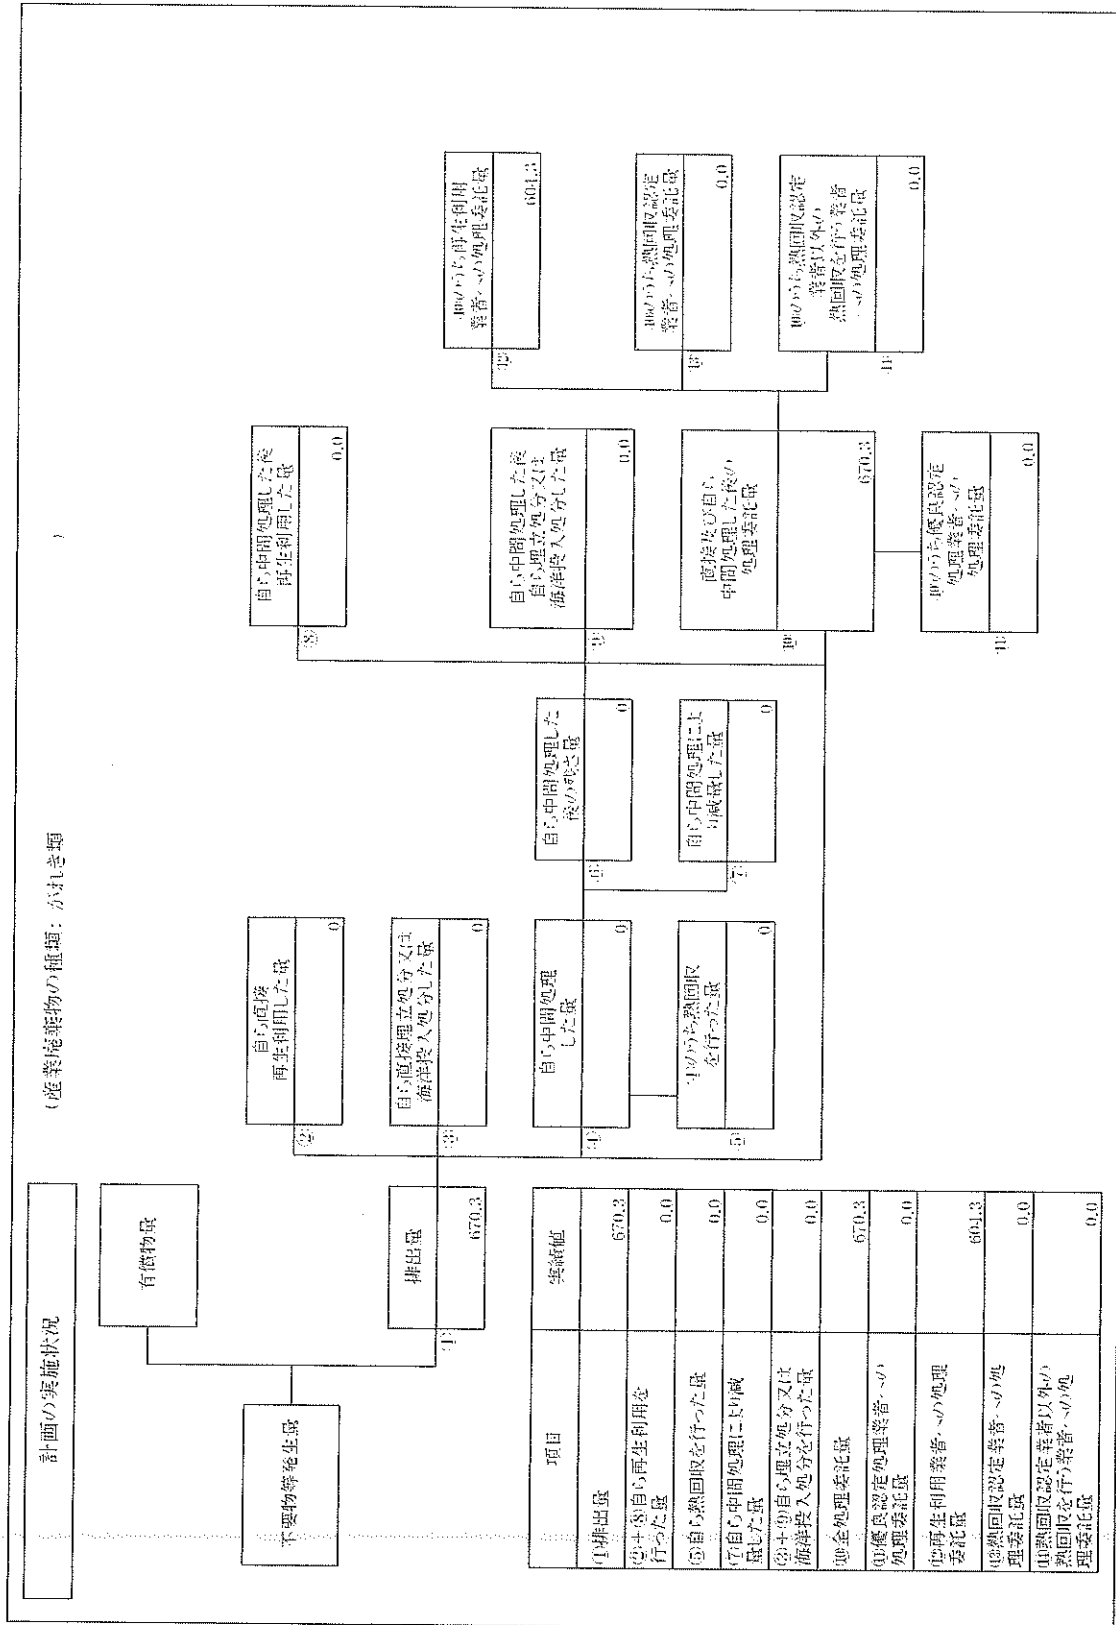 計画の実施状況
(産業廃棄物の種類: がれき類
)
不要物等発生量
有償物量
①
排出量
670.3
②
自ら直接
再生利用した量
0
③
自ら直接埋立処分又は
海洋投入処分した量
0
④
自ら中間処理
した量
0
⑤
④のうち熱回収
を行った量
0
⑥
自ら中間処理した
後の残さ量
0
⑦
自ら中間処理によ
り減量した量
0
⑧
自ら中間処理した後
再生利用した量
0.0
⑨
自ら中間処理した後
自ら埋立処分又は
海洋投入処分した量
0.0
⑩
直接及び自ら
中間処理した後の
処理委託量
670.3
⑪
⑩のうち優良認定
処理業者への
処理委託量
0.0
⑫
⑩のうち再生利用
業者への処理委託量
604.3
⑬
⑩のうち熱回収認定
業者への処理委託量
0.0
⑭
⑩のうち熱回収認定
業者以外の
熱回収を行う業者
への処理委託量
0.0
項目 実績値
①排出量 670.3
②+⑧自ら再生利用を
行った量 0.0
⑤自ら熱回収を行った量 0.0
⑦自ら中間処理により減
量した量 0.0
③+⑨自ら埋立処分又は
海洋投入処分を行った量 0.0
⑩全処理委託量 670.3
⑪優良認定処理業者への
処理委託量 0.0
⑫再生利用業者への処理
委託量 604.3
⑬熱回収認定業者への処
理委託量 0.0
⑭熱回収認定業者以外の
熱回収を行う業者への処
理委託量 0.0